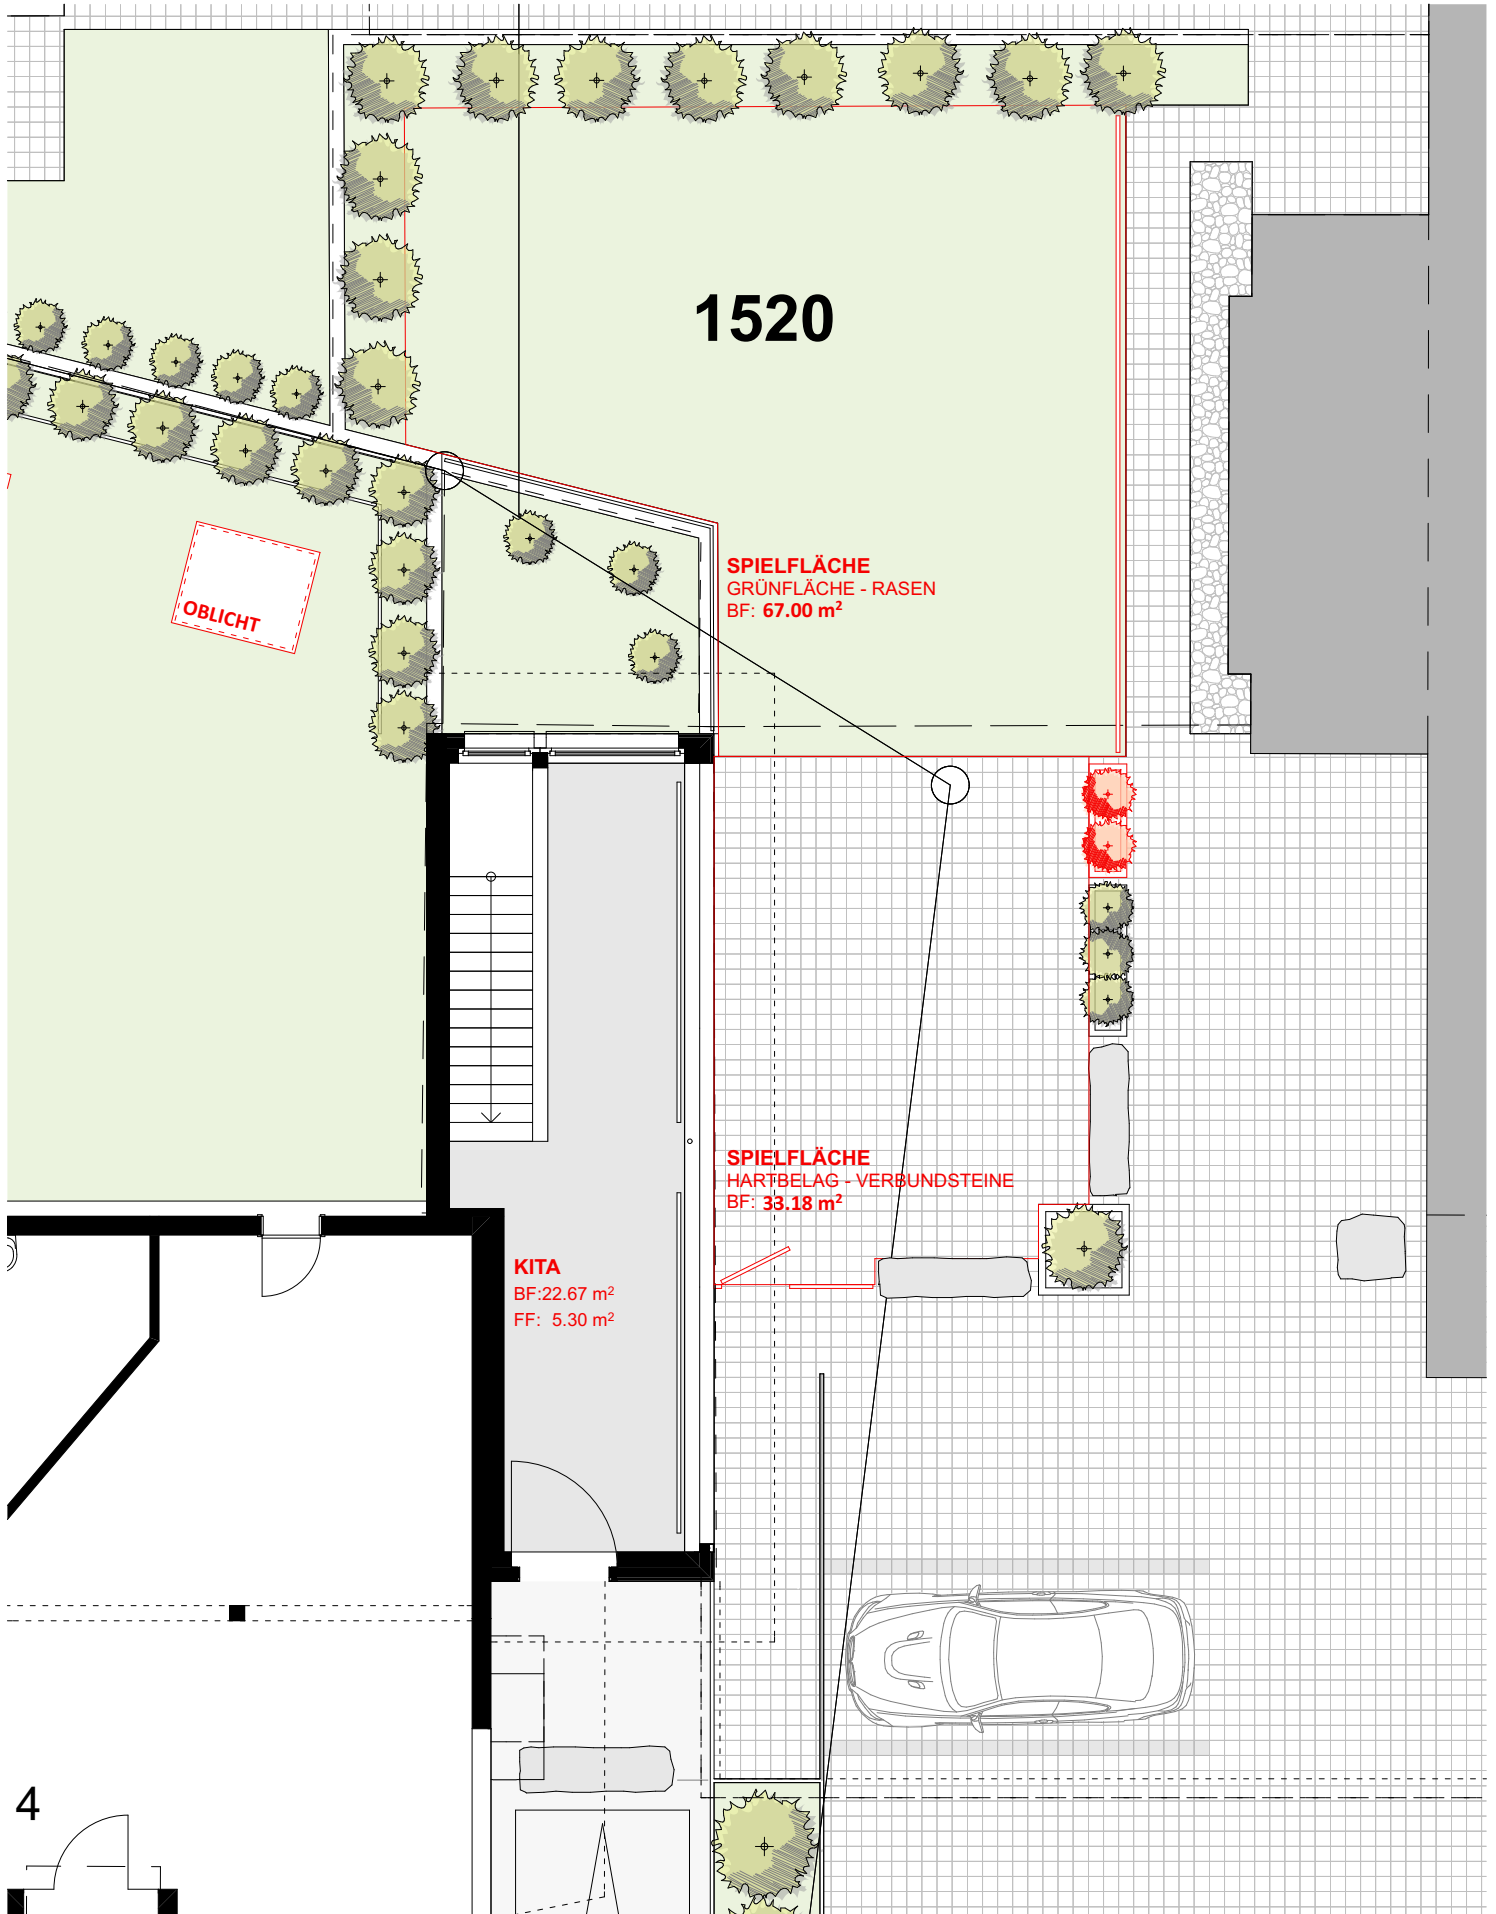 1520
SPIELFLÄCHE
GRÜNFLÄCHE - RASEN
BF: 67.00 m²
OBLICHT
SPIELFLÄCHE
HARTBELAG - VERBUNDSTEINE
BF: 33.18 m²
KITA
BF:22.67 m²
FF: 5.30 m²
4